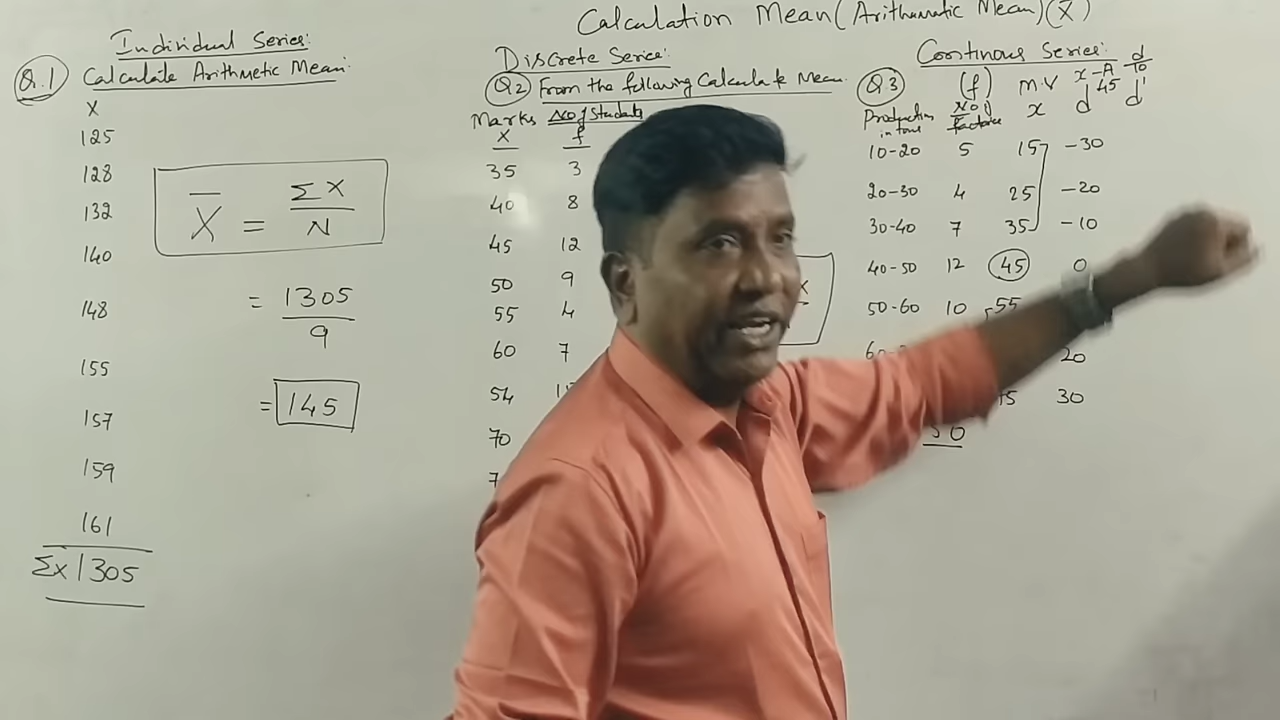 Calculation Mean (Arithamatic Mean) (X̄)
Individual Series:
Q.1 Calculate Arithmetic Mean:
X
125
128
132
140
148
155
157
159
161
Σx 1305
X̄ = ΣX / N
= 1305 / 9
= 145
Discrete Series:
Q2 From the following Calculate Mean.
Marks No of Students
X f
35 3
40 8
45 12
50 9
55 4
60 7
54
70
Continous Series:
Q3 (f) M.V x-A d/10
Production in tons No of factories x 45 d d'
10-20 5 15 -30
20-30 4 25 -20
30-40 7 35 -10
40-50 12 45 0
50-60 10 55
20
30